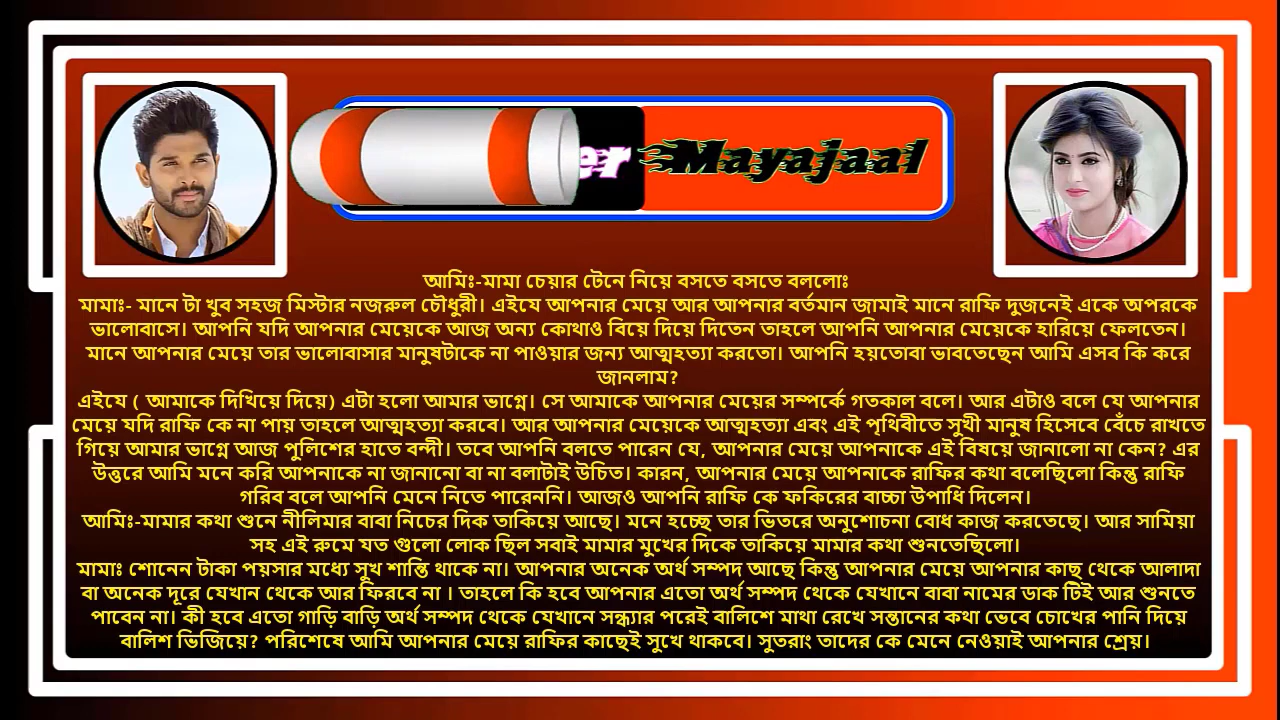 er Mayajaal
আমিঃ-মামা চেয়ার টেনে নিয়ে বসতে বসতে বললোঃ
মামাঃ- মানে টা খুব সহজ মিস্টার নজরুল চৌধুরী। এইযে আপনার মেয়ে আর আপনার বর্তমান জামাই মানে রাফি দুজনেই একে অপরকে
ভালোবাসে। আপনি যদি আপনার মেয়েকে আজ অন্য কোথাও বিয়ে দিয়ে দিতেন তাহলে আপনি আপনার মেয়েকে হারিয়ে ফেলতেন।
মানে আপনার মেয়ে তার ভালোবাসার মানুষটাকে না পাওয়ার জন্য আত্মহত্যা করতো। আপনি হয়তোবা ভাবতেছেন আমি এসব কি করে
জানলাম?
এইযে ( আমাকে দিখিয়ে দিয়ে) এটা হলো আমার ভাগ্নে। সে আমাকে আপনার মেয়ের সম্পর্কে গতকাল বলে। আর এটাও বলে যে আপনার
মেয়ে যদি রাফি কে না পায় তাহলে আত্মহত্যা করবে। আর আপনার মেয়েকে আত্মহত্যা এবং এই পৃথিবীতে সুখী মানুষ হিসেবে বেঁচে রাখতে
গিয়ে আমার ভাগ্নে আজ পুলিশের হাতে বন্দী। তবে আপনি বলতে পারেন যে, আপনার মেয়ে আপনাকে এই বিষয়ে জানালো না কেন? এর
উত্তরে আমি মনে করি আপনাকে না জানানো বা না বলাটাই উচিত। কারন, আপনার মেয়ে আপনাকে রাফির কথা বলেছিলো কিন্তু রাফি
গরিব বলে আপনি মেনে নিতে পারেননি। আজও আপনি রাফি কে ফকিরের বাচ্চা উপাধি দিলেন।
আমিঃ-মামার কথা শুনে নীলিমার বাবা নিচের দিক তাকিয়ে আছে। মনে হচ্ছে তার ভিতরে অনুশোচনা বোধ কাজ করতেছে। আর সামিয়া
সহ এই রুমে যত গুলো লোক ছিল সবাই মামার মুখের দিকে তাকিয়ে মামার কথা শুনতেছিলো।
মামাঃ শোনেন টাকা পয়সার মধ্যে সুখ শান্তি থাকে না। আপনার অনেক অর্থ সম্পদ আছে কিন্তু আপনার মেয়ে আপনার কাছ থেকে আলাদা
বা অনেক দূরে যেখান থেকে আর ফিরবে না । তাহলে কি হবে আপনার এতো অর্থ সম্পদ থেকে যেখানে বাবা নামের ডাক টিই আর শুনতে
পাবেন না। কী হবে এতো গাড়ি বাড়ি অর্থ সম্পদ থেকে যেখানে সন্ধ্যার পরেই বালিশে মাথা রেখে সন্তানের কথা ভেবে চোখের পানি দিয়ে
বালিশ ভিজিয়ে? পরিশেষে আমি আপনার মেয়ে রাফির কাছেই সুখে থাকবে। সুতরাং তাদের কে মেনে নেওয়াই আপনার শ্রেয়।